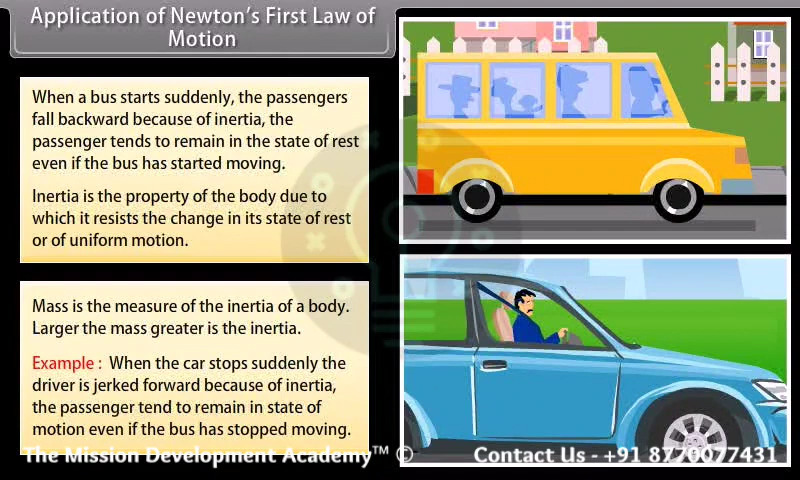 Application of Newton's First Law of
Motion
When a bus starts suddenly, the passengers
fall backward because of inertia, the
passenger tends to remain in the state of rest
even if the bus has started moving.
Inertia is the property of the body due to
which it resists the change in its state of rest
or of uniform motion.
Mass is the measure of the inertia of a body.
Larger the mass greater is the inertia.
Example : When the car stops suddenly the
driver is jerked forward because of inertia,
the passenger tend to remain in state of
motion even if the bus has stopped moving.
The Mission Development Academy™ © Contact Us - +91 8770077431